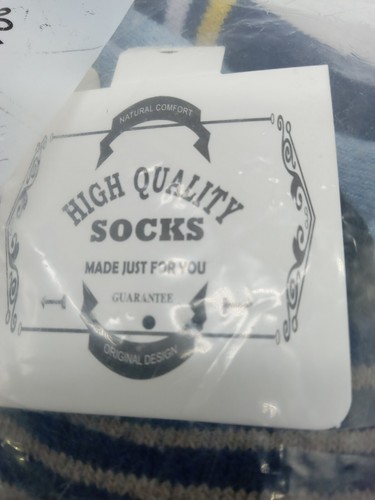 NATURAL COMFORT
HIGH QUALITY
SOCKS
MADE JUST FOR YOU
GUARANTEE
ORIGINAL DESIGN